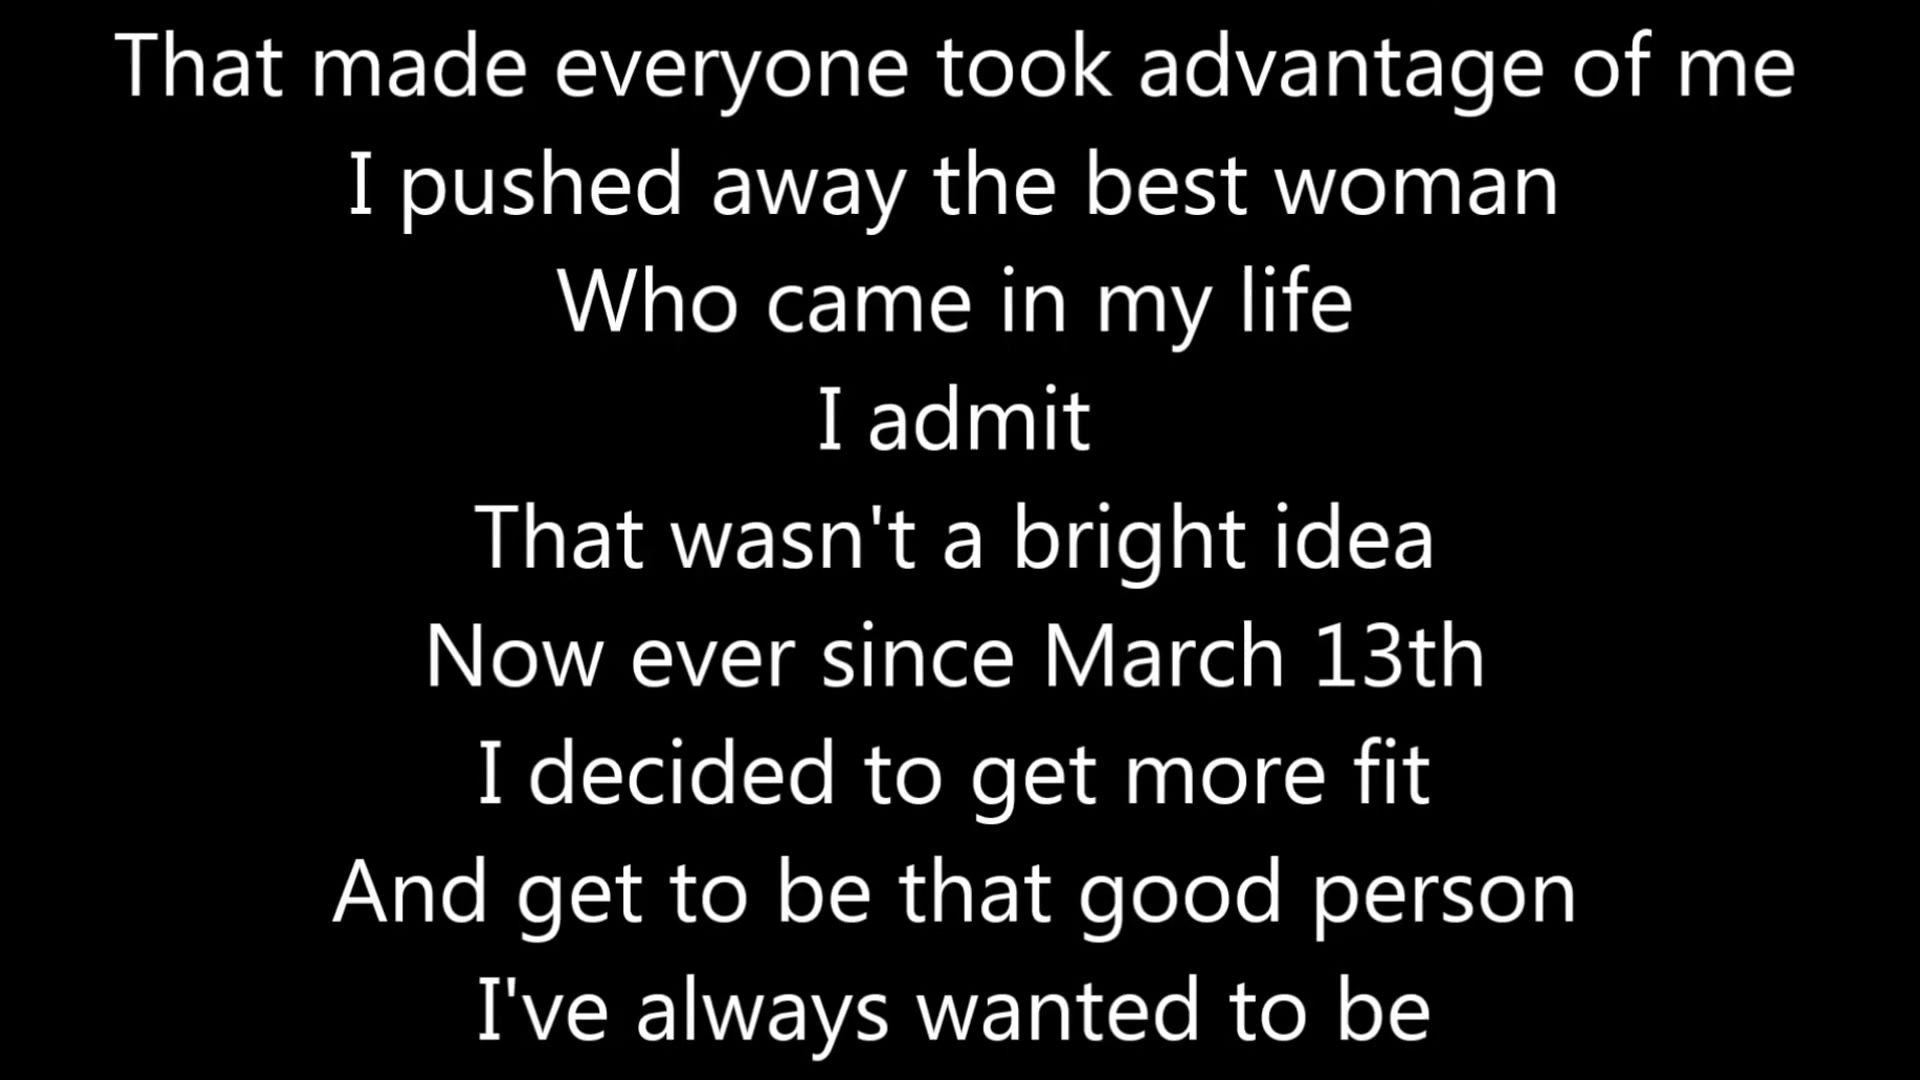 That made everyone took advantage of me
I pushed away the best woman
Who came in my life
I admit
That wasn't a bright idea
Now ever since March 13th
I decided to get more fit
And get to be that good person
I've always wanted to be